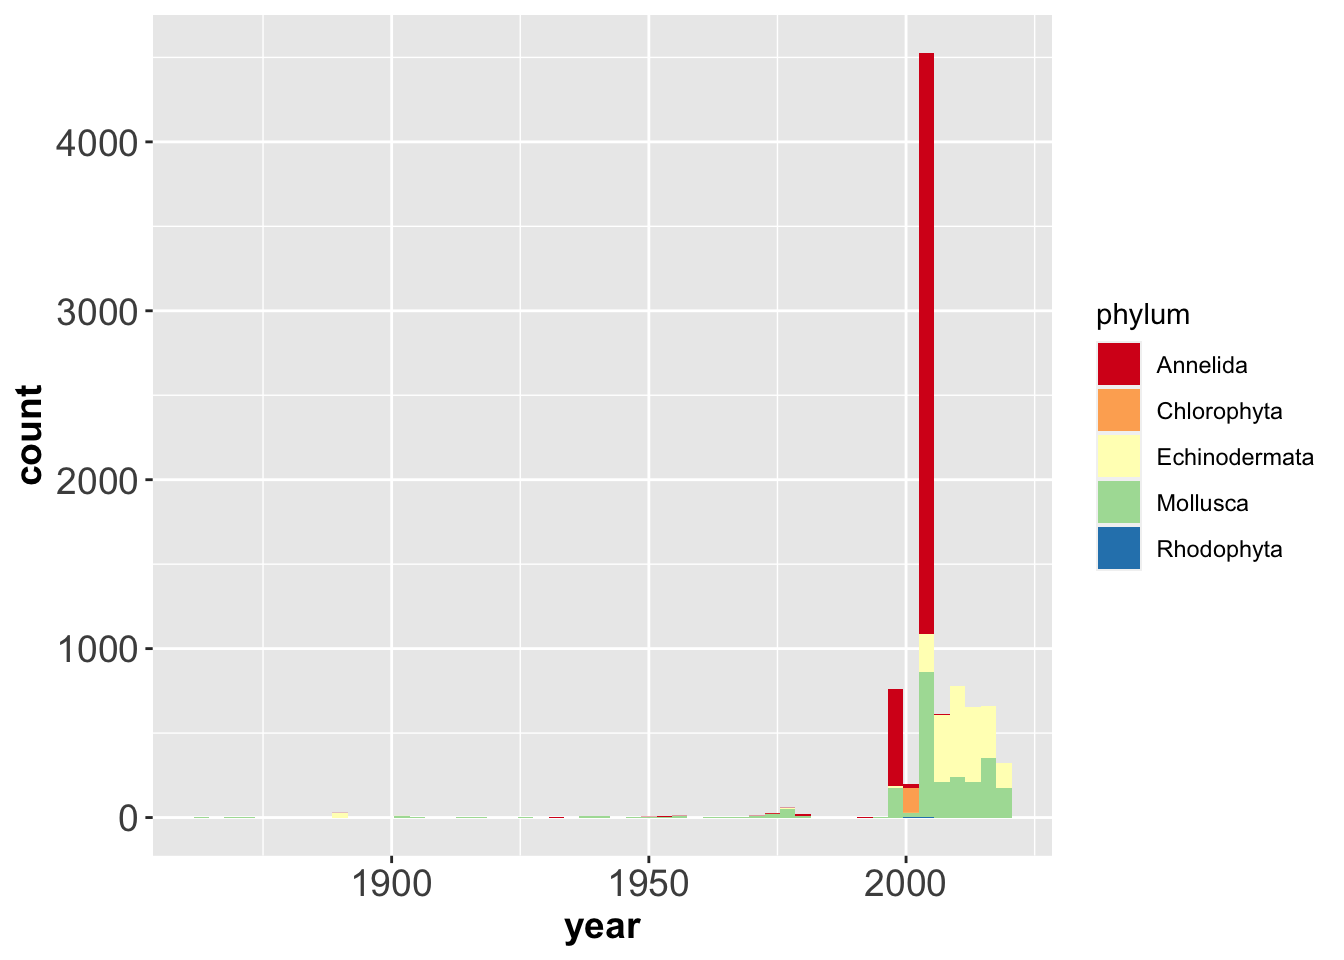 4000
3000
2000
1000
0
count
1900
1950
2000
year
phylum
Annelida
Chlorophyta
Echinodermata
Mollusca
Rhodophyta